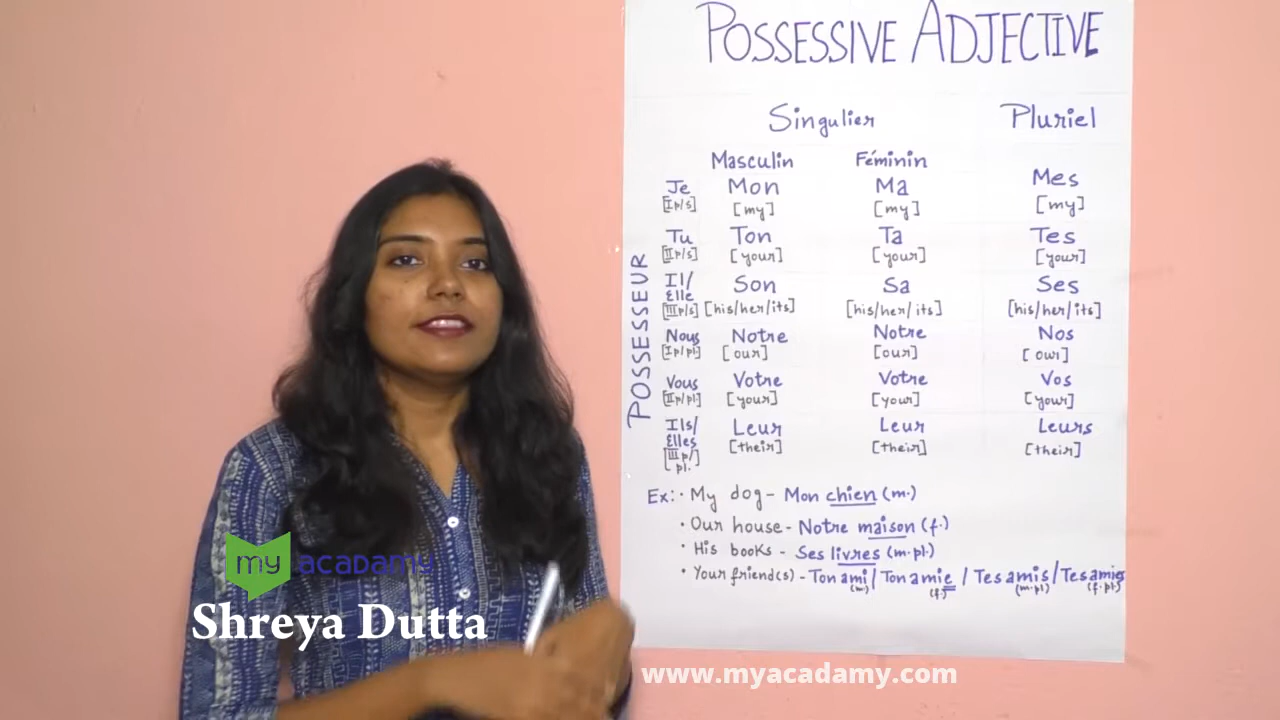 POSSESSIVE ADJECTIVE
Singulier Pluriel
Masculin Féminin
Je Mon Ma Mes
[I p/s] [my] [my] [my]
Tu Ton Ta Tes
[II p/s] [your] [your] [your]
Il/ Elle Son Sa Ses
[III p/s] [his/her/its] [his/her/its] [his/her/its]
Nous Notre Notre Nos
[I p/pl.] [our] [our] [our]
Vous Votre Votre Vos
[II p/pl.] [your] [your] [your]
Ils/ Elles Leur Leur Leurs
[III p/ pl.] [their] [their] [their]
POSSESSEUR
Ex:· My dog - Mon chien (m.)
· Our house - Notre maison (f.)
· His books - Ses livres (m.pl.)
· Your friend(s) - Ton ami / Ton amie / Tes amis / Tes amies
(m.) (f.) (m.pl) (f.pl.)
my acadamy
Shreya Dutta
www.myacadamy.com